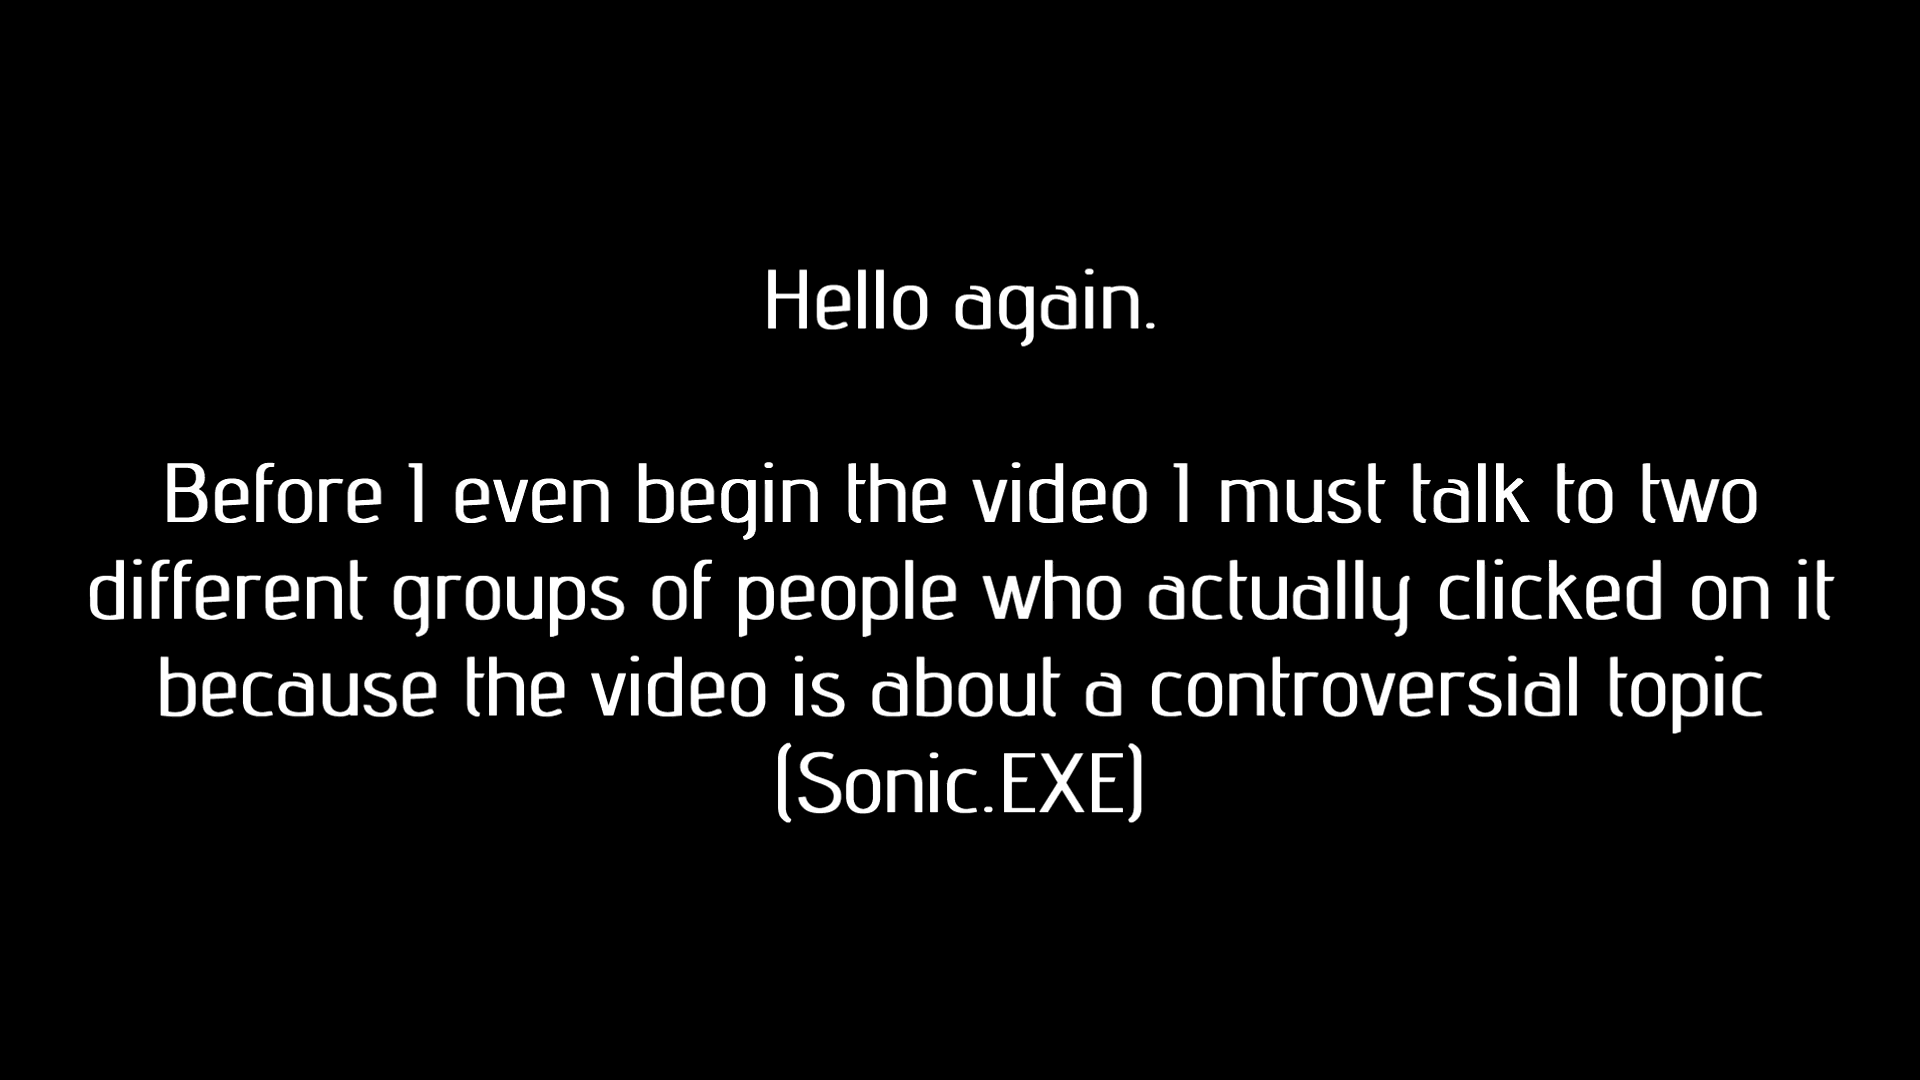 Hello again.
Before I even begin the video I must talk to two
different groups of people who actually clicked on it
because the video is about a controversial topic
(Sonic.EXE)